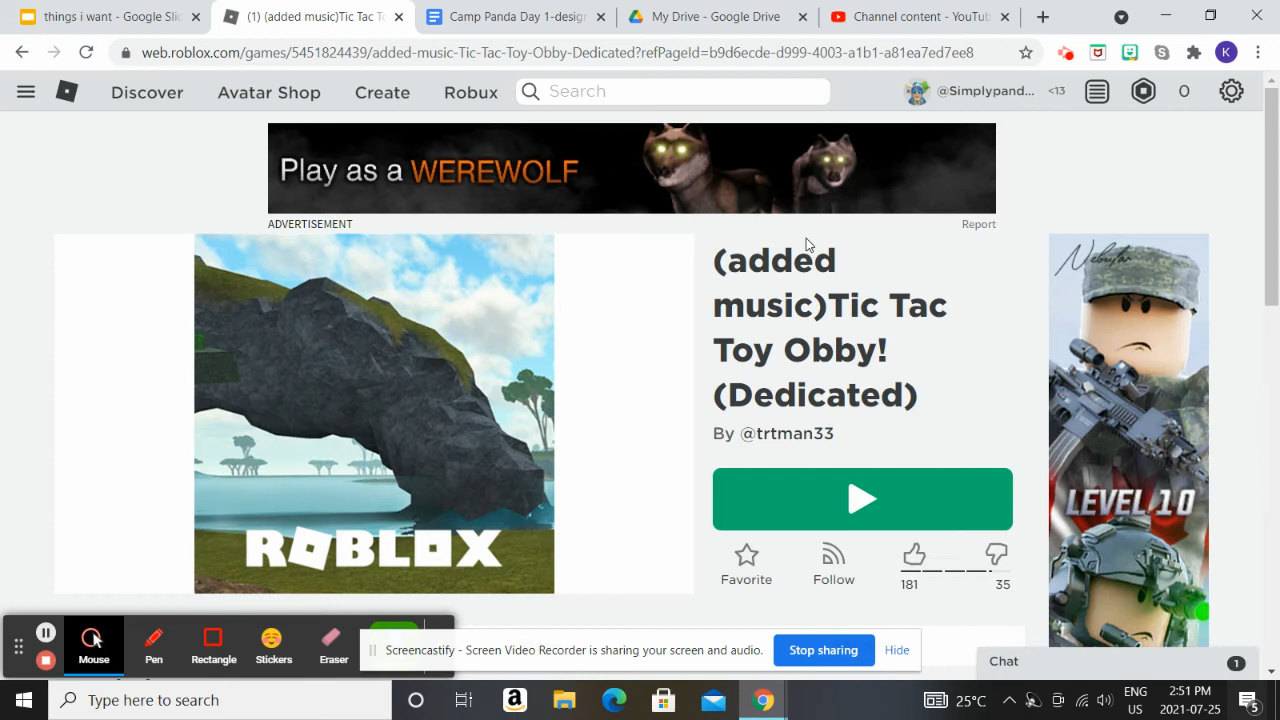 things i want - Google S
(1) (added music)Tic Tac T
Camp Panda Day 1-design
My Drive - Google Drive
Channel content - YouTub
web.roblox.com/games/5451824439/added-music-Tic-Tac-Toy-Obby-Dedicated?refPageId=b9d6ecde-d999-4003-a1b1-a81ea7ed7ee8
K
Discover
Avatar Shop
Create
Robux
Search
@Simplypand...
<13
0
Play as a WEREWOLF
ADVERTISEMENT
Report
(added
music)Tic Tac
Toy Obby!
(Dedicated)
By @trtman33
ROBLOX
Favorite
Follow
181
35
Nebular
LEVEL 10
Mouse
Pen
Rectangle
Stickers
Eraser
Screencastify - Screen Video Recorder is sharing your screen and audio.
Stop sharing
Hide
Chat
1
Type here to search
25°C
ENG
US
2:51 PM
2021-07-25
5